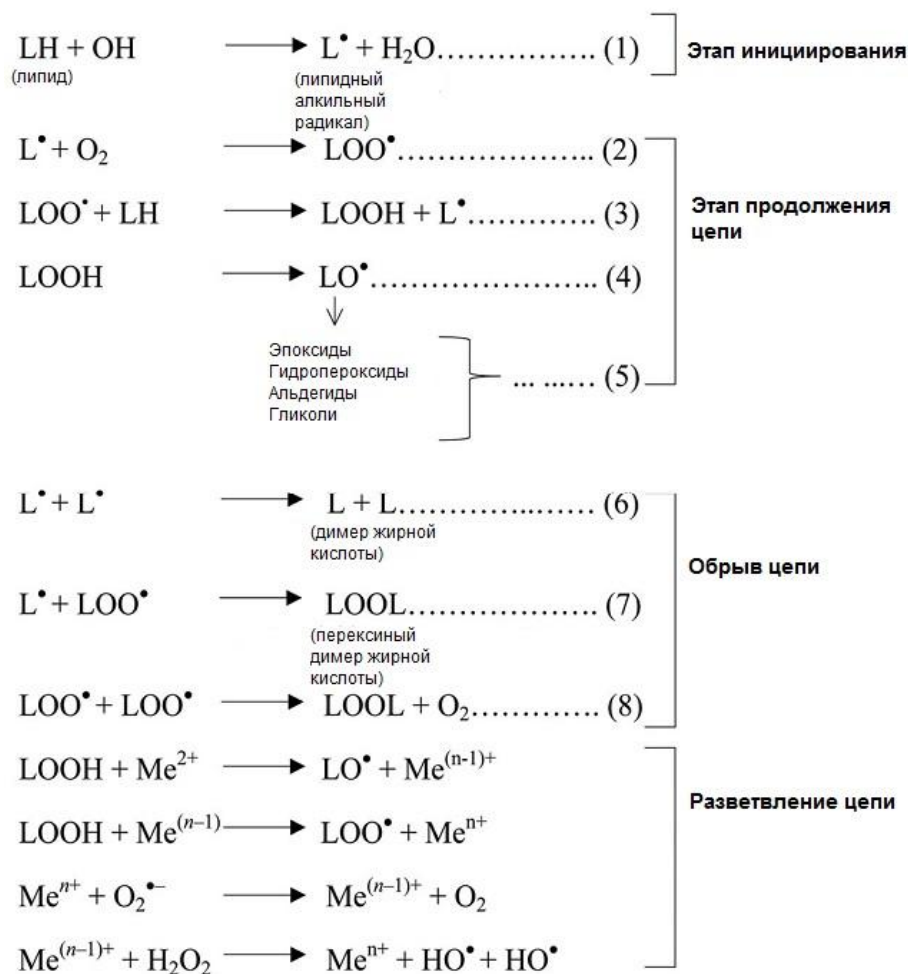 LH + OH ⟶ L• + H₂O……………. (1) Этап инициирования
(липид) (липидный
алкильный
радикал)
L• + O₂ ⟶ LOO•……………….. (2)
LOO• + LH ⟶ LOOH + L•………… (3) Этап продолжения
цепи
LOOH ⟶ LO•………………….. (4)
↓
Эпоксиды
Гидропероксиды
Альдегиды
Гликоли
… ..… (5)
L• + L• ⟶ L + L………....…… (6)
(димер жирной
кислоты)
Обрыв цепи
L• + LOO• ⟶ LOOL……………… (7)
(перексиный
димер жирной
кислоты)
LOO• + LOO• ⟶ LOOL + O₂………… (8)
LOOH + Me²⁺ ⟶ LO• + Me⁽ⁿ⁻¹⁾⁺
Разветвление цепи
LOOH + Me⁽ⁿ⁻¹⁾ ⟶ LOO• + Meⁿ⁺
Meⁿ⁺ + O₂•⁻ ⟶ Me⁽ⁿ⁻¹⁾⁺ + O₂
Me⁽ⁿ⁻¹⁾⁺ + H₂O₂ ⟶ Meⁿ⁺ + HO• + HO•